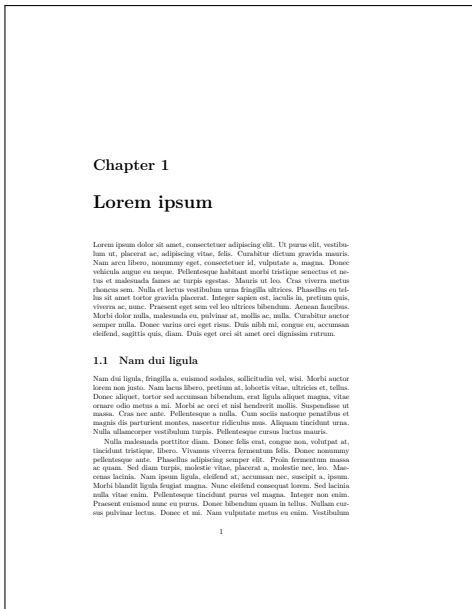 Chapter 1
Lorem ipsum
Lorem ipsum dolor sit amet, consectetuer adipiscing elit. Ut purus elit, vestibu-
lum ut, placerat ac, adipiscing vitae, felis. Curabitur dictum gravida mauris.
Nam arcu libero, nonummy eget, consectetuer id, vulputate a, magna. Donec
vehicula augue eu neque. Pellentesque habitant morbi tristique senectus et ne-
tus et malesuada fames ac turpis egestas. Mauris ut leo. Cras viverra metus
rhoncus sem. Nulla et lectus vestibulum urna fringilla ultrices. Phasellus eu tel-
lus sit amet tortor gravida placerat. Integer sapien est, iaculis in, pretium quis,
viverra ac, nunc. Praesent eget sem vel leo ultrices bibendum. Aenean faucibus.
Morbi dolor nulla, malesuada eu, pulvinar at, mollis ac, nulla. Curabitur auctor
semper nulla. Donec varius orci eget risus. Duis nibh mi, congue eu, accumsan
eleifend, sagittis quis, diam. Duis eget orci sit amet orci dignissim rutrum.
1.1 Nam dui ligula
Nam dui ligula, fringilla a, euismod sodales, sollicitudin vel, wisi. Morbi auctor
lorem non justo. Nam lacus libero, pretium at, lobortis vitae, ultricies et, tellus.
Donec aliquet, tortor sed accumsan bibendum, erat ligula aliquet magna, vitae
ornare odio metus a mi. Morbi ac orci et nisl hendrerit mollis. Suspendisse ut
massa. Cras nec ante. Pellentesque a nulla. Cum sociis natoque penatibus et
magnis dis parturient montes, nascetur ridiculus mus. Aliquam tincidunt urna.
Nulla ullamcorper vestibulum turpis. Pellentesque cursus luctus mauris.
Nulla malesuada porttitor diam. Donec felis erat, congue non, volutpat at,
tincidunt tristique, libero. Vivamus viverra fermentum felis. Donec nonummy
pellentesque ante. Phasellus adipiscing semper elit. Proin fermentum massa
ac quam. Sed diam turpis, molestie vitae, placerat a, molestie nec, leo. Mae-
cenas lacinia. Nam ipsum ligula, eleifend at, accumsan nec, suscipit a, ipsum.
Morbi blandit ligula feugiat magna. Nunc eleifend consequat lorem. Sed lacinia
nulla vitae enim. Pellentesque tincidunt purus vel magna. Integer non enim.
Praesent euismod nunc eu purus. Donec bibendum quam in tellus. Nullam cur-
sus pulvinar lectus. Donec et mi. Nam vulputate metus eu enim. Vestibulum
1